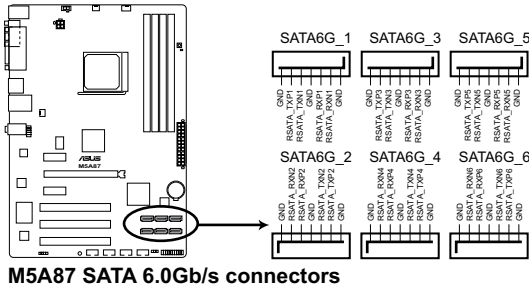 SATA6G_1
SATA6G_3
SATA6G_5
GND
RSATA_TXP1
RSATA_TXN1
GND
RSATA_RXP1
RSATA_RXN1
GND
GND
RSATA_TXP3
RSATA_TXN3
GND
RSATA_RXP3
RSATA_RXN3
GND
GND
RSATA_TXP5
RSATA_TXN5
GND
RSATA_RXP5
RSATA_RXN5
GND
SATA6G_2
SATA6G_4
SATA6G_6
GND
RSATA_RXN2
RSATA_RXP2
GND
RSATA_TXN2
RSATA_TXP2
GND
GND
RSATA_RXN4
RSATA_RXP4
GND
RSATA_TXN4
RSATA_TXP4
GND
GND
RSATA_RXN6
RSATA_RXP6
GND
RSATA_TXN6
RSATA_TXP6
GND
ASUS
M5A87
M5A87 SATA 6.0Gb/s connectors